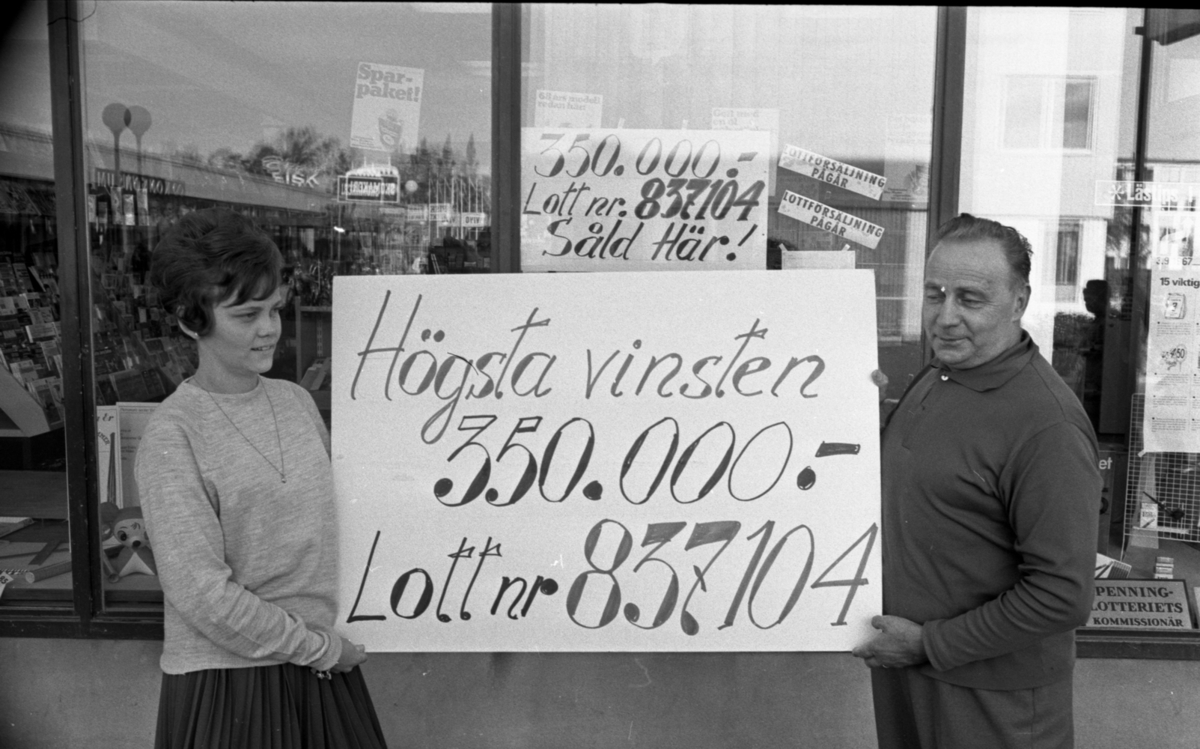 Spar-
paket!
350.000.-
Lott nr. 837104
Såld Här!
LOTTFÖRSÄLJNING
PÅGÅR
LOTTFÖRSÄLJNING
PÅGÅR
Högsta vinsten
350.000.-
Lott nr 837104
15 viktig
PENNING-
LOTTERIETS
KOMMISSIONÄR